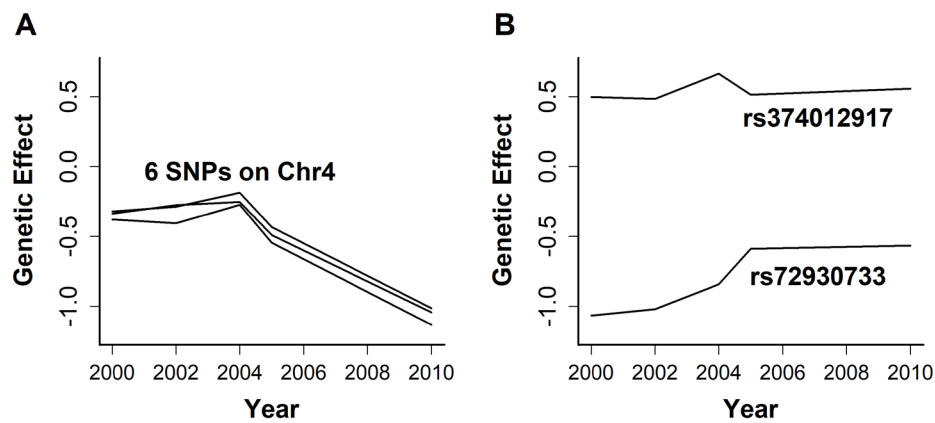 A
Genetic Effect
0.5
0.0
-0.5
-1.0
6 SNPs on Chr4
2000 2002 2004 2006 2008 2010
Year
B
Genetic Effect
0.5
0.0
-0.5
-1.0
rs374012917
rs72930733
2000 2002 2004 2006 2008 2010
Year